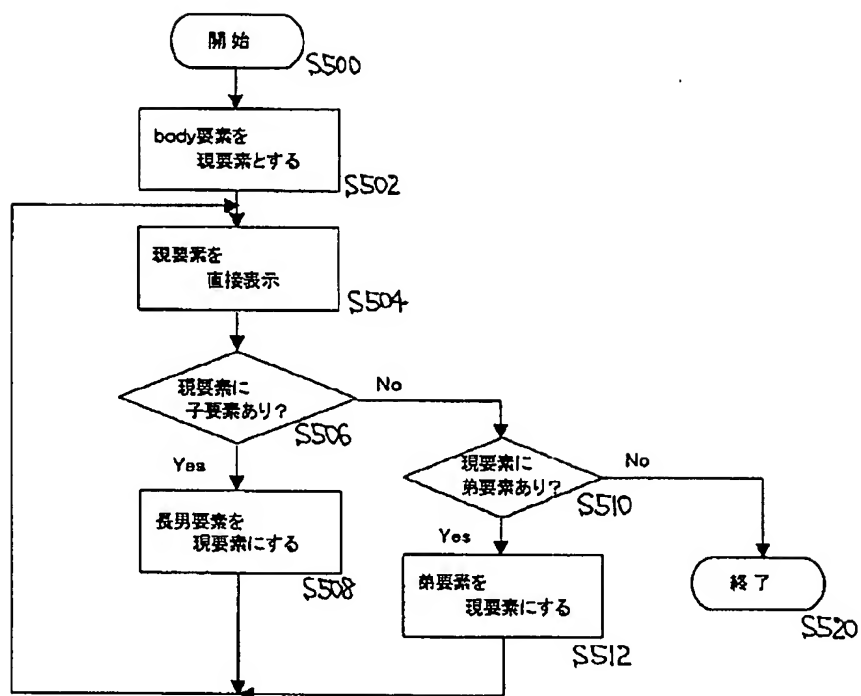 開始
S500
body要素を
現要素とする
S502
現要素を
直接表示
S504
現要素に
子要素あり?
S506
No
Yes
長男要素を
現要素にする
S508
現要素に
弟要素あり?
S510
No
Yes
弟要素を
現要素にする
S512
終了
S520